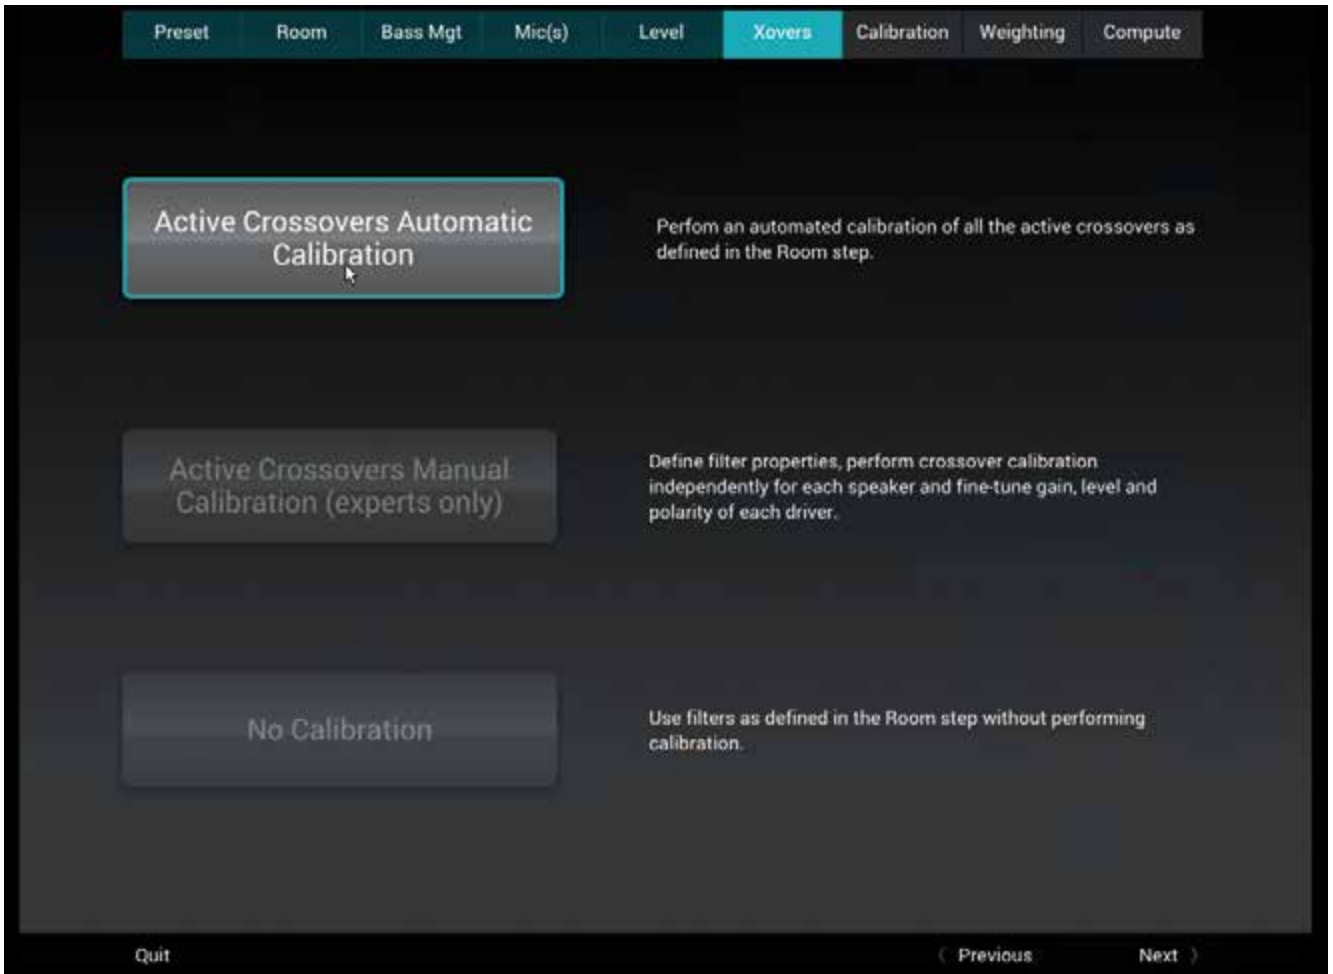 Preset Room Bass Mgt Mic(s) Level Xovers Calibration Weighting Compute
Active Crossovers Automatic
Calibration
Perfom an automated calibration of all the active crossovers as
defined in the Room step.
Active Crossovers Manual
Calibration (experts only)
Define filter properties, perform crossover calibration
independently for each speaker and fine-tune gain, level and
polarity of each driver.
No Calibration
Use filters as defined in the Room step without performing
calibration.
Quit Previous Next